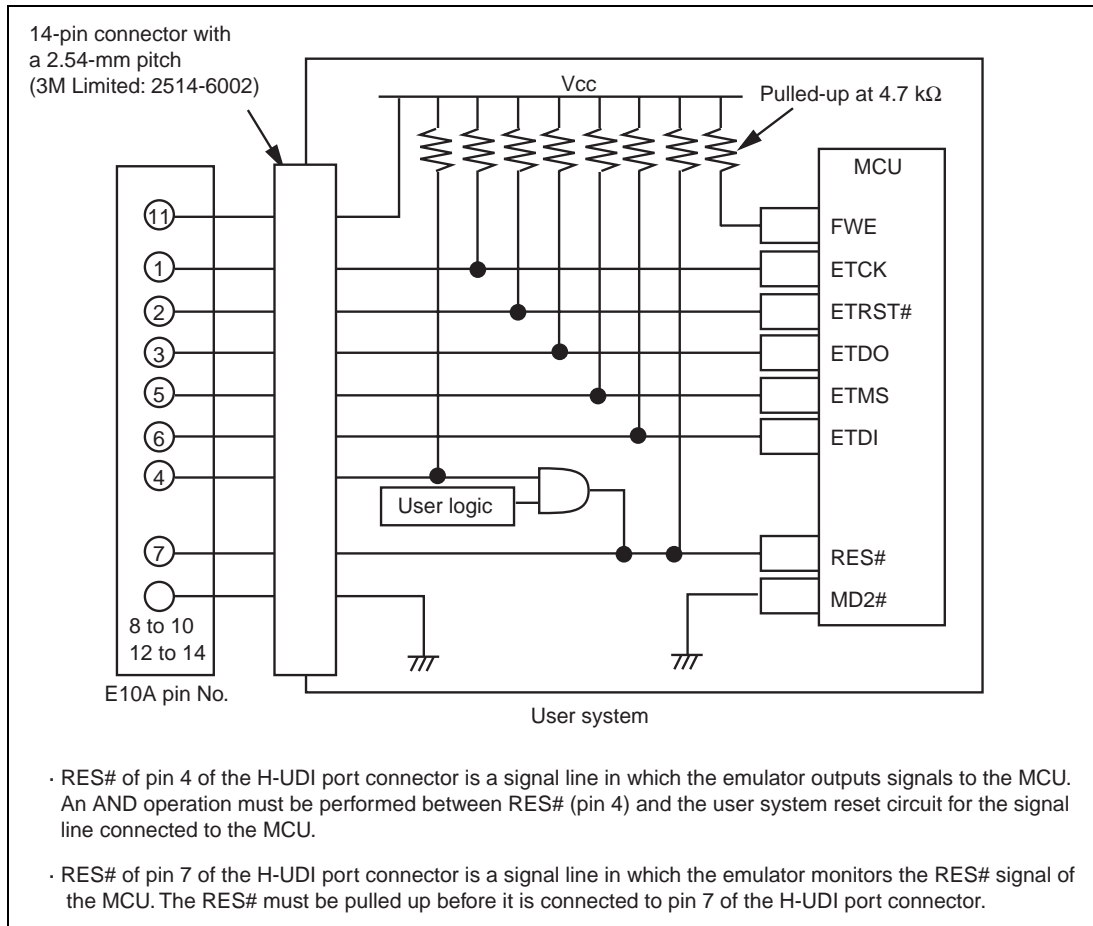 14-pin connector with
a 2.54-mm pitch
(3M Limited: 2514-6002)
Vcc
Pulled-up at 4.7 kΩ
MCU
11
FWE
1
ETCK
2
ETRST#
3
ETDO
5
ETMS
6
ETDI
4
User logic
7
RES#
MD2#
8 to 10
12 to 14
E10A pin No.
User system
· RES# of pin 4 of the H-UDI port connector is a signal line in which the emulator outputs signals to the MCU.
An AND operation must be performed between RES# (pin 4) and the user system reset circuit for the signal
line connected to the MCU.
· RES# of pin 7 of the H-UDI port connector is a signal line in which the emulator monitors the RES# signal of
the MCU. The RES# must be pulled up before it is connected to pin 7 of the H-UDI port connector.